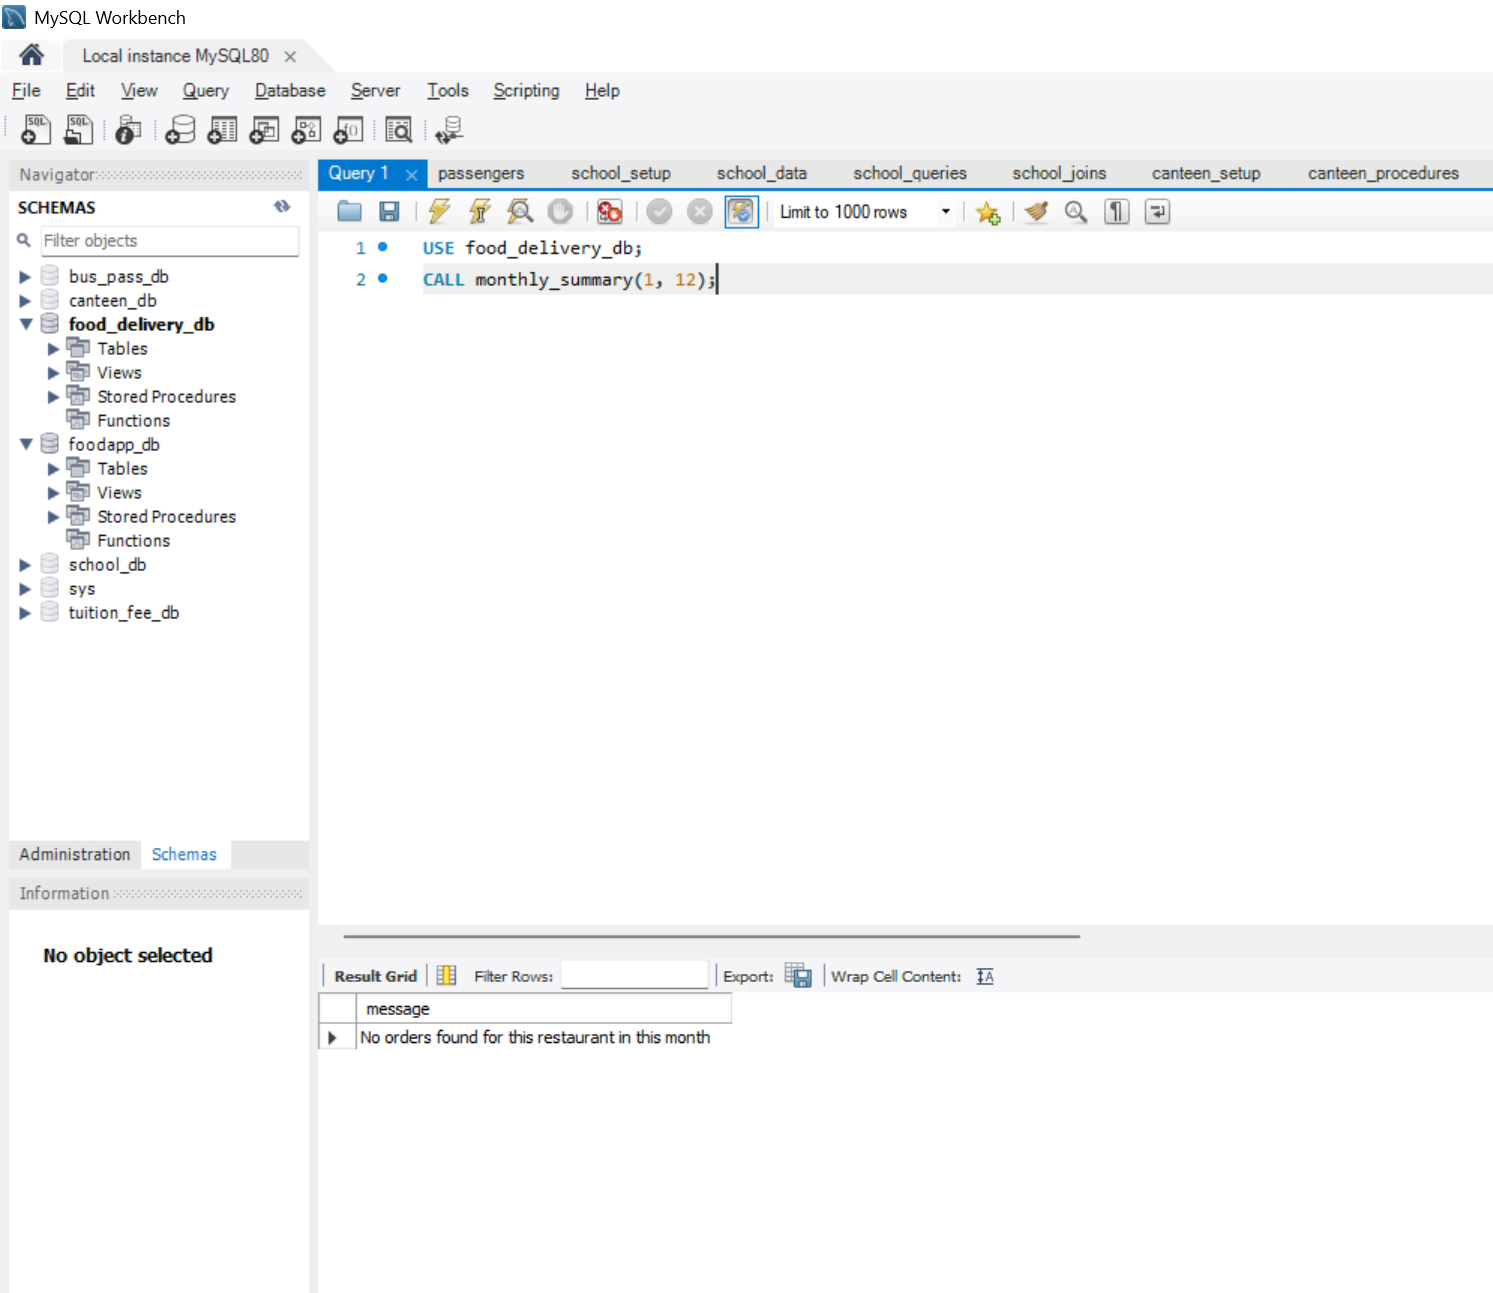 MySQL Workbench
Local instance MySQL80
File Edit View Query Database Server Tools Scripting Help
Navigator
SCHEMAS
Filter objects
bus_pass_db
canteen_db
food_delivery_db
Tables
Views
Stored Procedures
Functions
foodapp_db
Tables
Views
Stored Procedures
Functions
school_db
sys
tuition_fee_db
Administration Schemas
Information
No object selected
Query 1 passengers school_setup school_data school_queries school_joins canteen_setup canteen_procedures
Limit to 1000 rows
1 USE food_delivery_db;
2 CALL monthly_summary(1, 12);
Result Grid Filter Rows: Export: Wrap Cell Content:
message
No orders found for this restaurant in this month